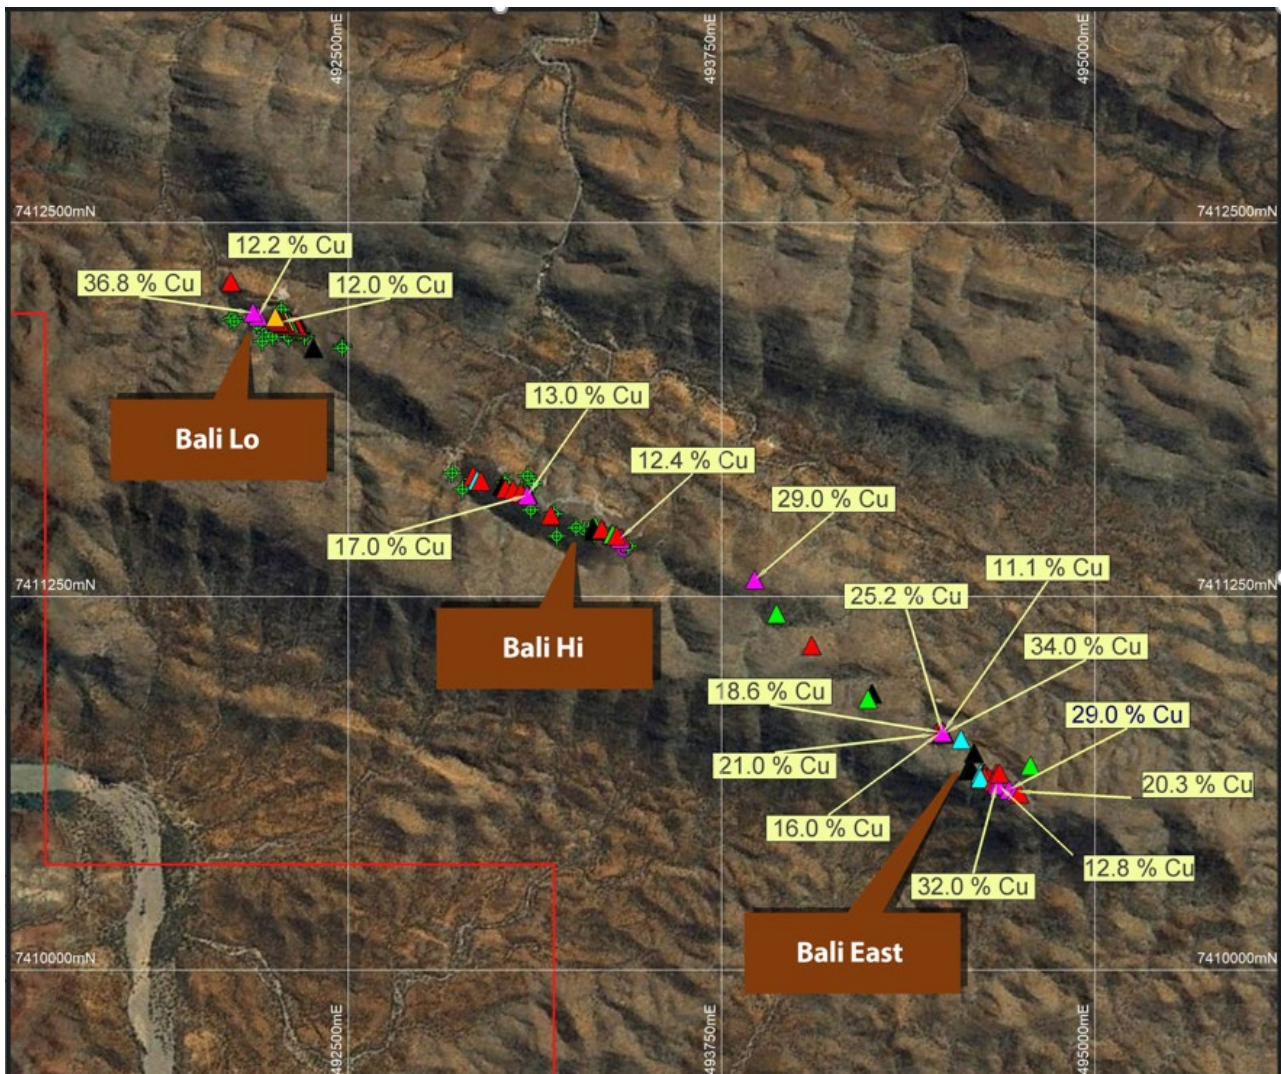 492500mE
493750mE
495000mE
7412500mN
7412500mN
12.2 % Cu
36.8 % Cu
12.0 % Cu
13.0 % Cu
Bali Lo
12.4 % Cu
29.0 % Cu
17.0 % Cu
11.1 % Cu
7411250mN
7411250mN
25.2 % Cu
Bali Hi
34.0 % Cu
18.6 % Cu
29.0 % Cu
21.0 % Cu
20.3 % Cu
16.0 % Cu
12.8 % Cu
32.0 % Cu
Bali East
7410000mN
7410000mN
492500mE
493750mE
495000mE